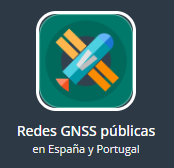 Redes GNSS públicas
en España y Portugal